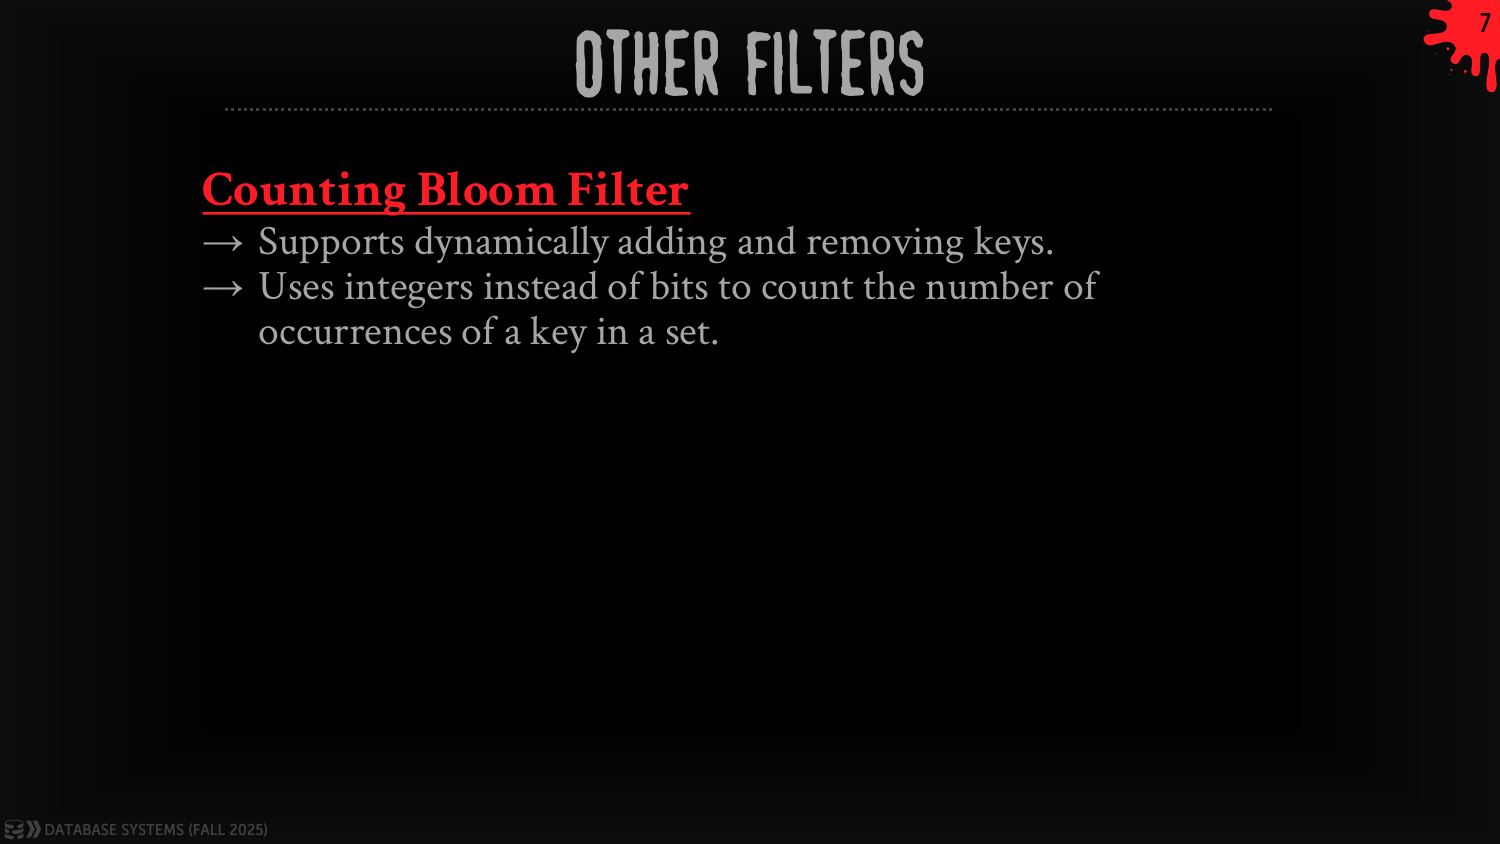 OTHER FILTERS
7
Counting Bloom Filter
→ Supports dynamically adding and removing keys.
→ Uses integers instead of bits to count the number of
occurrences of a key in a set.
DATABASE SYSTEMS (FALL 2025)